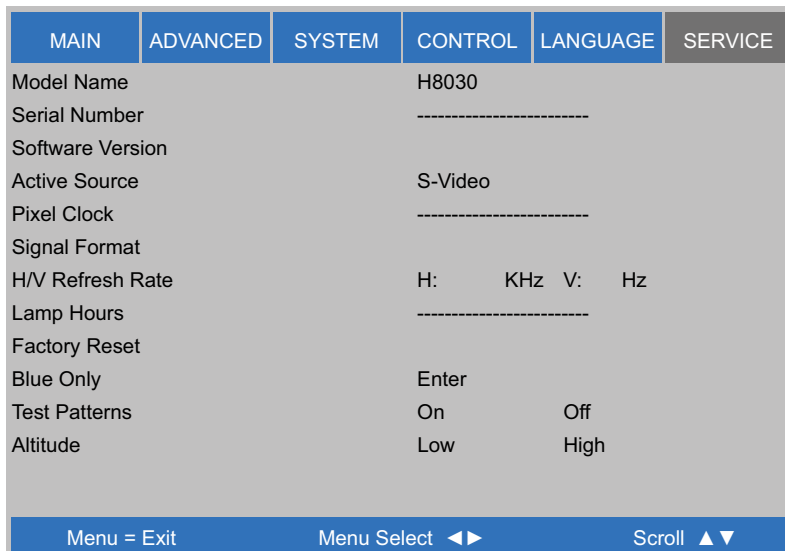 MAIN ADVANCED SYSTEM CONTROL LANGUAGE SERVICE
Model Name H8030
Serial Number -------------------------
Software Version
Active Source S-Video
Pixel Clock -------------------------
Signal Format
H/V Refresh Rate H: KHz V: Hz
Lamp Hours -------------------------
Factory Reset
Blue Only Enter
Test Patterns On Off
Altitude Low High
Menu = Exit Menu Select ◄► Scroll ▲▼